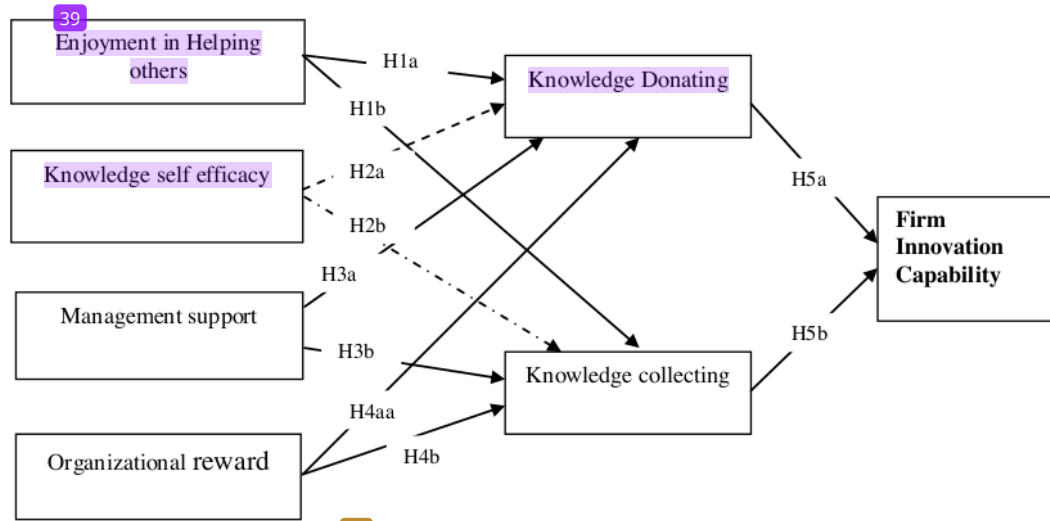 39
Enjoyment in Helping
others
H1a
Knowledge Donating
H1b
Knowledge self efficacy
H2a
H5a
H2b
Firm
Innovation
Capability
H3a
Management support
H3b
H5b
Knowledge collecting
H4aa
Organizational reward
H4b